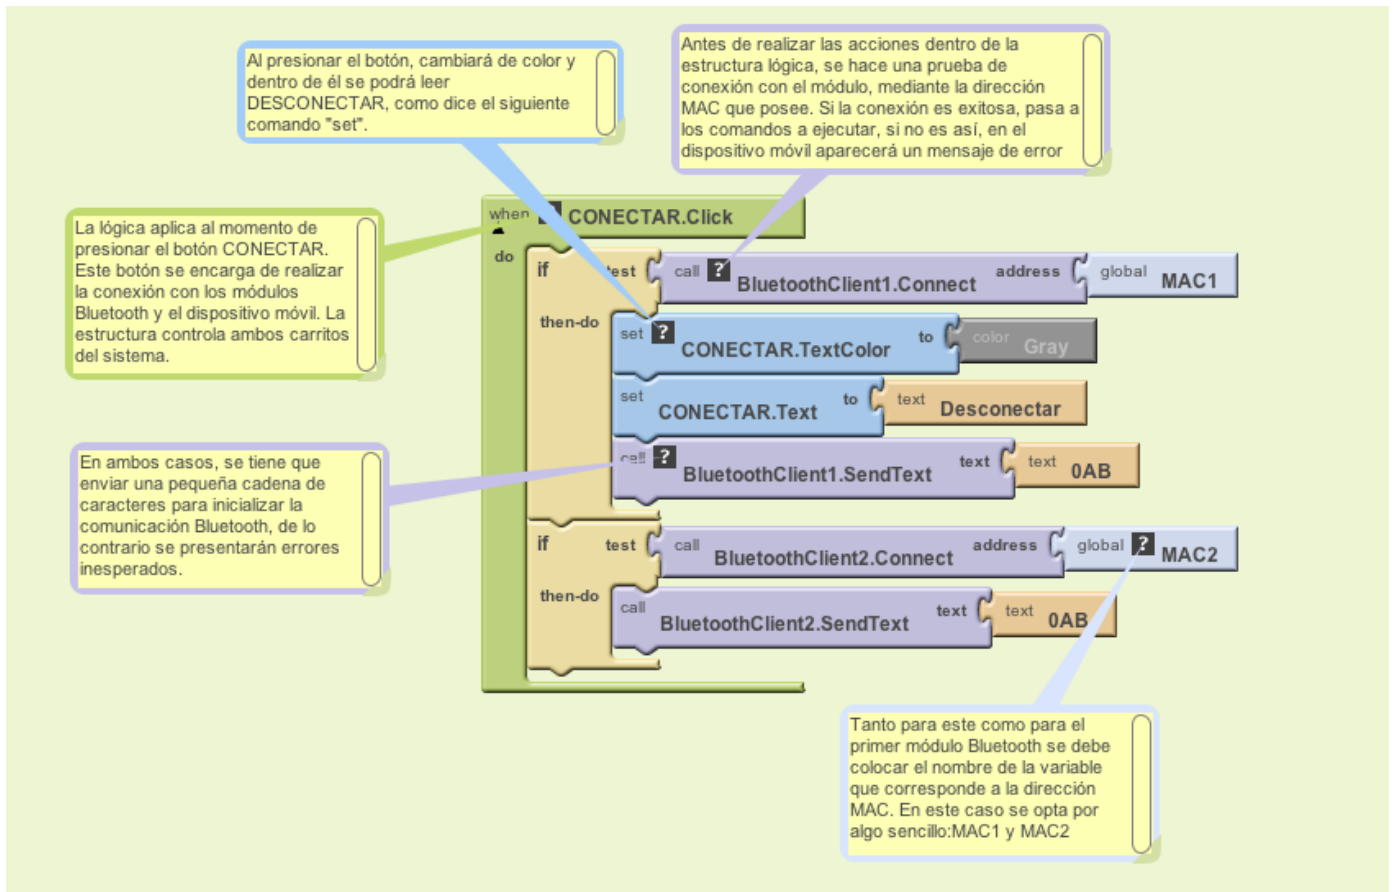 Al presionar el botón, cambiará de color y
dentro de él se podrá leer
DESCONECTAR, como dice el siguiente
comando "set".
Antes de realizar las acciones dentro de la
estructura lógica, se hace una prueba de
conexión con el módulo, mediante la dirección
MAC que posee. Si la conexión es exitosa, pasa a
los comandos a ejecutar, si no es así, en el
dispositivo móvil aparecerá un mensaje de error
La lógica aplica al momento de
presionar el botón CONECTAR.
Este botón se encarga de realizar
la conexión con los módulos
Bluetooth y el dispositivo móvil. La
estructura controla ambos carritos
del sistema.
when ? CONECTAR.Click
do
if test call ? BluetoothClient1.Connect address global MAC1
then-do set ? CONECTAR.TextColor to color Gray
set CONECTAR.Text to text Desconectar
call ? BluetoothClient1.SendText text text 0AB
En ambos casos, se tiene que
enviar una pequeña cadena de
caracteres para inicializar la
comunicación Bluetooth, de lo
contrario se presentarán errores
inesperados.
if test call BluetoothClient2.Connect address global ? MAC2
then-do call BluetoothClient2.SendText text text 0AB
Tanto para este como para el
primer módulo Bluetooth se debe
colocar el nombre de la variable
que corresponde a la dirección
MAC. En este caso se opta por
algo sencillo:MAC1 y MAC2